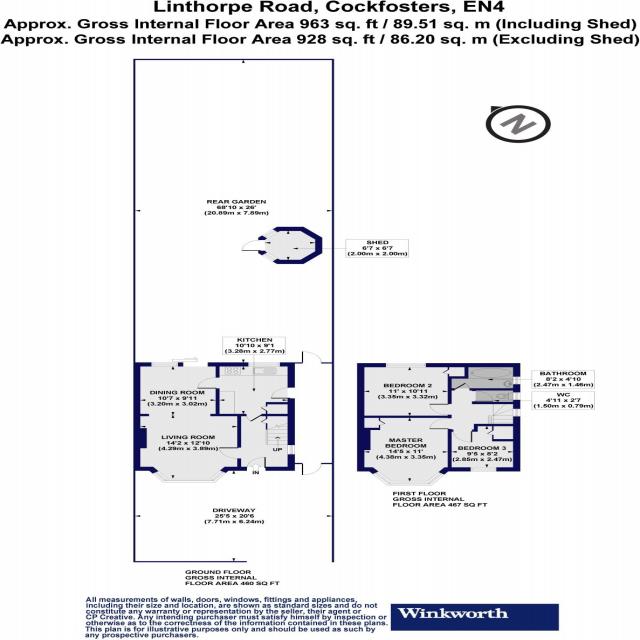 Linthorpe Road, Cockfosters, EN4
Approx. Gross Internal Floor Area 963 sq. ft / 89.51 sq. m (Including Shed)
Approx. Gross Internal Floor Area 928 sq. ft / 86.20 sq. m (Excluding Shed)
N
REAR GARDEN
68'10 x 26'
(20.89m x 7.89m)
SHED
6'7 x 6'7
(2.00m x 2.00m)
KITCHEN
10'10 x 9'1
(3.28m x 2.77m)
DINING ROOM
10'7 x 9'11
(3.20m x 3.02m)
LIVING ROOM
14'2 x 12'10
(4.29m x 3.89m)
UP
IN
DRIVEWAY
25'5 x 20'6
(7.71m x 6.24m)
GROUND FLOOR
GROSS INTERNAL
FLOOR AREA 460 SQ FT
BATHROOM
8'2 x 4'10
(2.47m x 1.46m)
WC
4'11 x 2'7
(1.50m x 0.79m)
BEDROOM 2
11' x 10'11
(3.35m x 3.32m)
MASTER
BEDROOM
14'5 x 11'
(4.38m x 3.35m)
BEDROOM 3
9'5 x 8'2
(2.85m x 2.47m)
FIRST FLOOR
GROSS INTERNAL
FLOOR AREA 467 SQ FT
All measurements of walls, doors, windows, fittings and appliances,
including their size and location, are shown as standard sizes and do not
constitute any warranty or representation by the seller, their agent or
CP Creative. Any intending purchaser must satisfy himself by inspection or
otherwise as to the correctness of the information contained in these plans.
This plan is for illustrative purposes only and should be used as such by
any prospective purchasers.
Winkworth